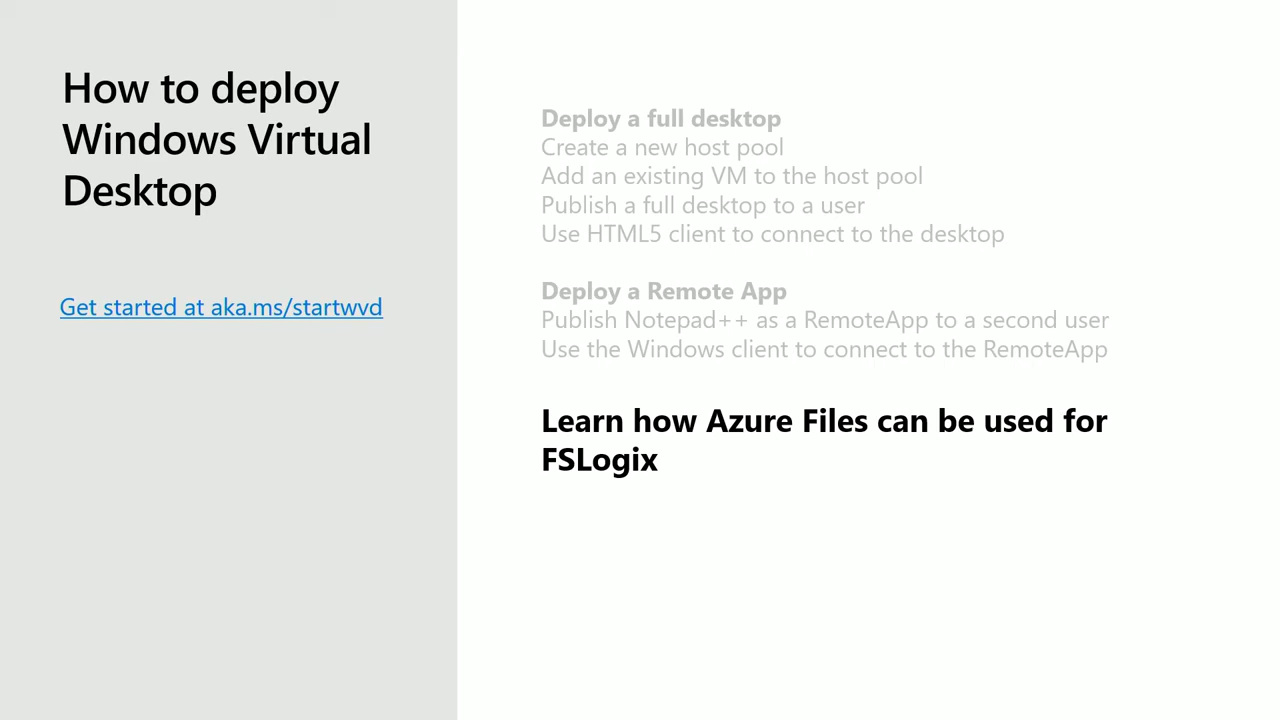 How to deploy
Windows Virtual
Desktop
Get started at aka.ms/startwvd
Deploy a full desktop
Create a new host pool
Add an existing VM to the host pool
Publish a full desktop to a user
Use HTML5 client to connect to the desktop
Deploy a Remote App
Publish Notepad++ as a RemoteApp to a second user
Use the Windows client to connect to the RemoteApp
Learn how Azure Files can be used for
FSLogix